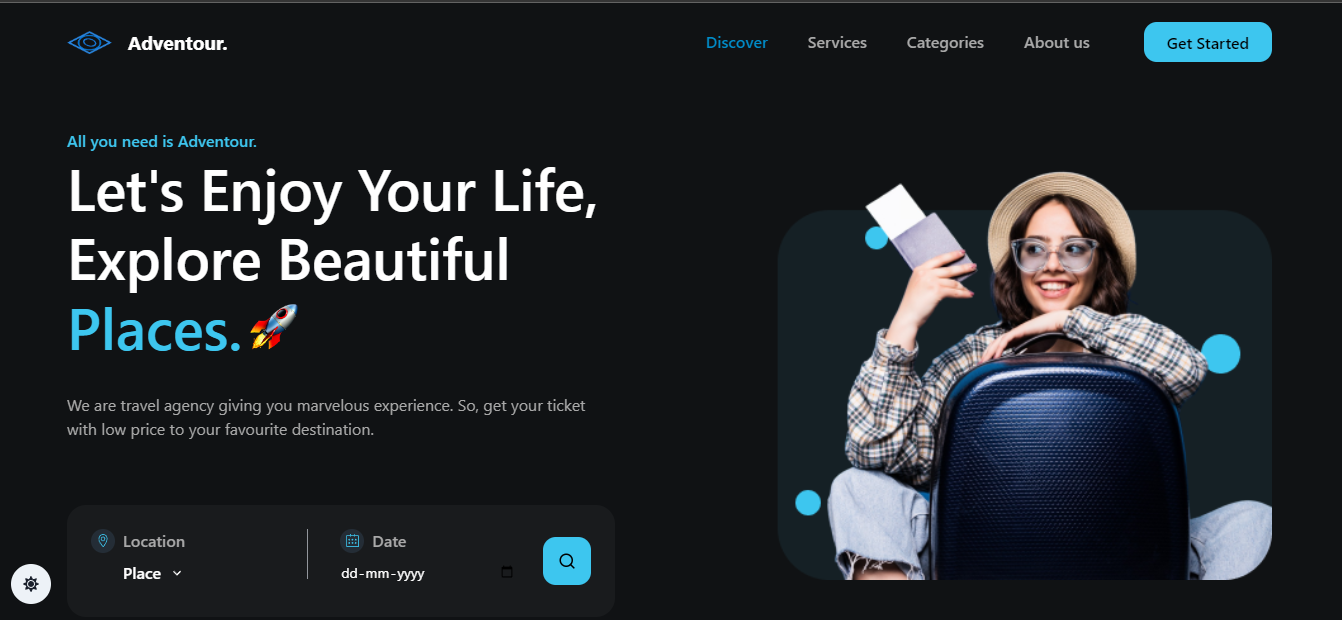 Adventour.
Discover Services Categories About us Get Started
All you need is Adventour.
Let's Enjoy Your Life,
Explore Beautiful
Places.🚀
We are travel agency giving you marvelous experience. So, get your ticket
with low price to your favourite destination.
Location
Place
Date
dd-mm-yyyy